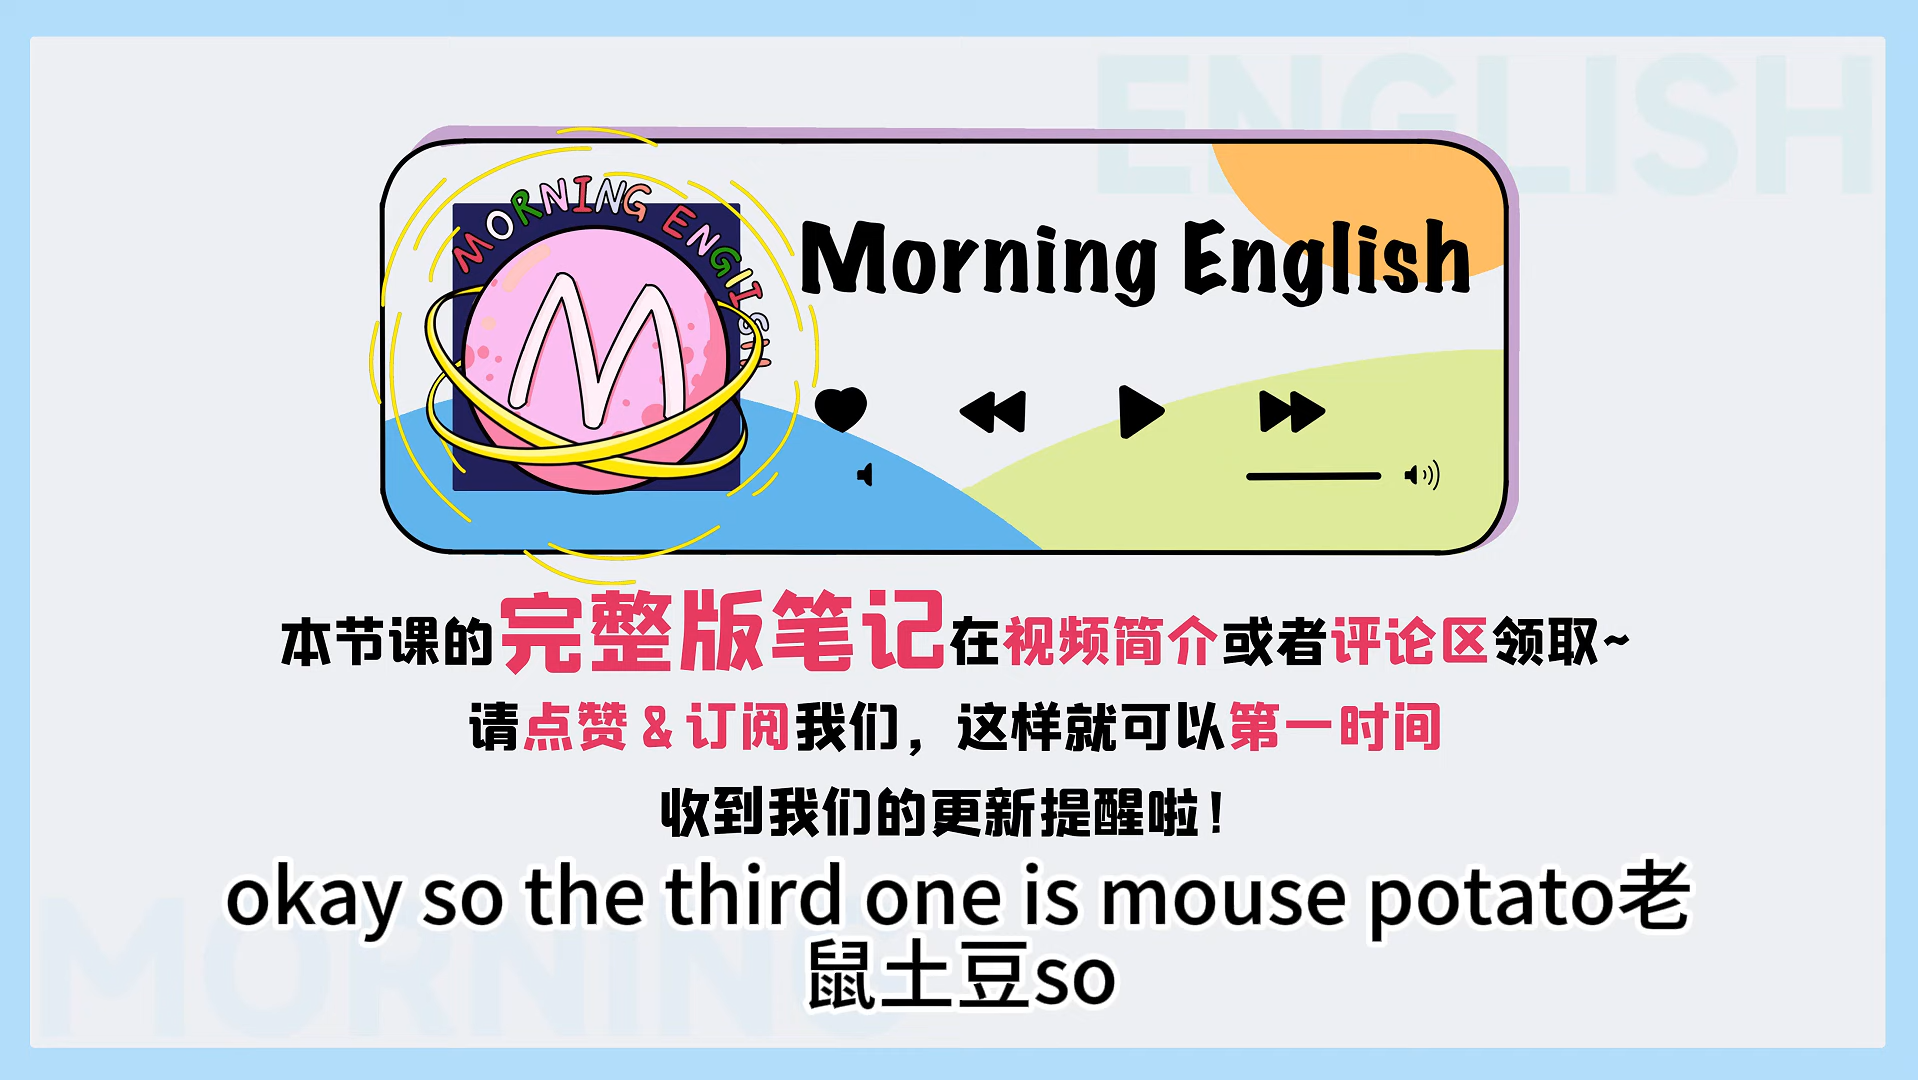 ENGLISH
MORNING ENGLISH
M
Morning English
本节课的完整版笔记在视频简介或者评论区领取~
请点赞&订阅我们，这样就可以第一时间
收到我们的更新提醒啦！
okay so the third one is mouse potato老
鼠土豆so
MORNING